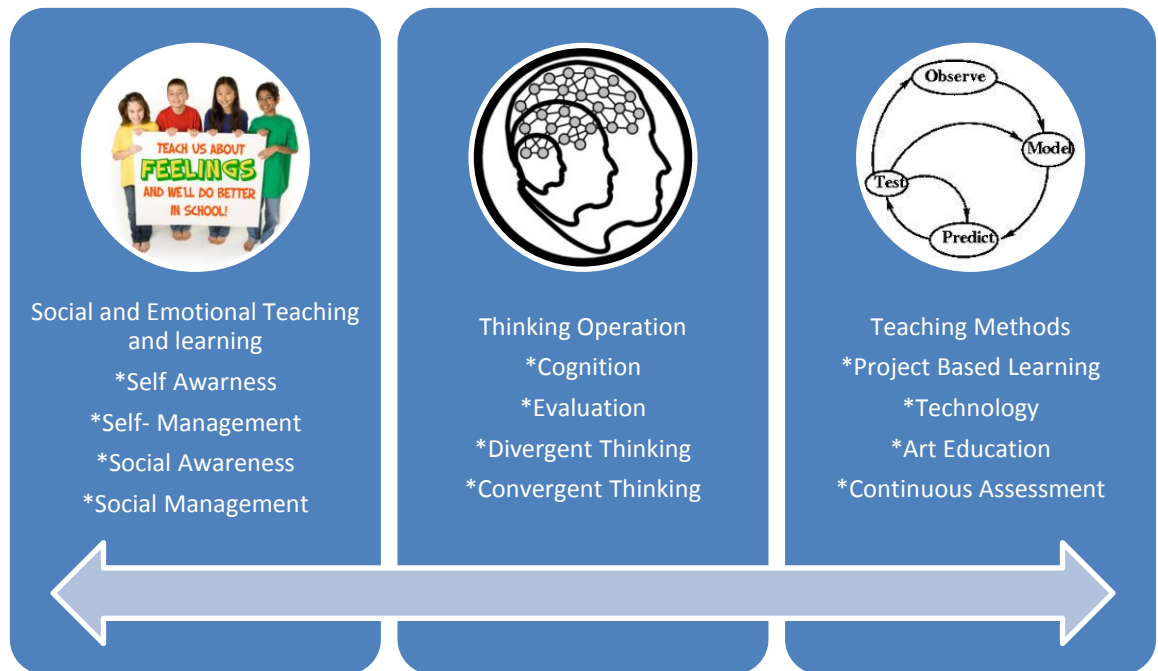 TEACH US ABOUT
FEELINGS
AND WE'LL DO BETTER
IN SCHOOL!
Social and Emotional Teaching
and learning
*Self Awarness
*Self- Management
*Social Awareness
*Social Management
Thinking Operation
*Cognition
*Evaluation
*Divergent Thinking
*Convergent Thinking
Observe
Model
Test
Predict
Teaching Methods
*Project Based Learning
*Technology
*Art Education
*Continuous Assessment